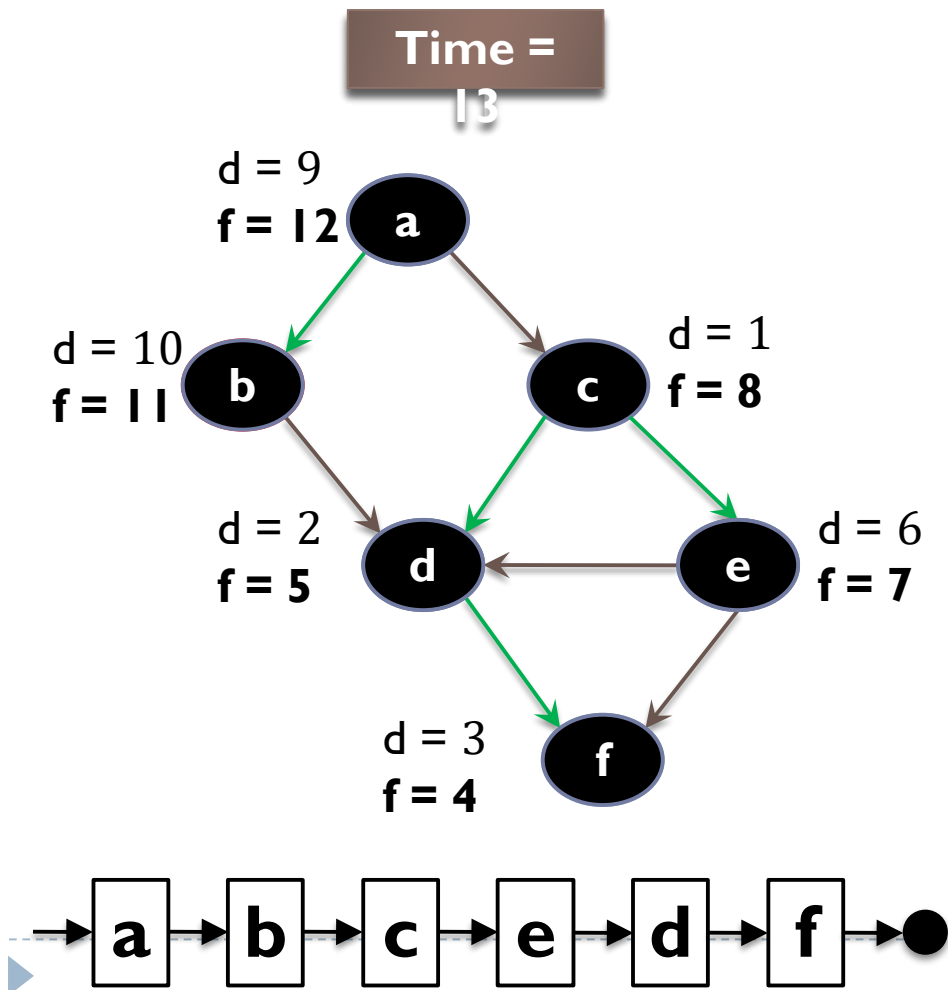 Time =
13
d = 9
f = 12
a
d = 10
f = 11
b
c
d = 1
f = 8
d = 2
f = 5
d
e
d = 6
f = 7
d = 3
f = 4
f
a b c e d f